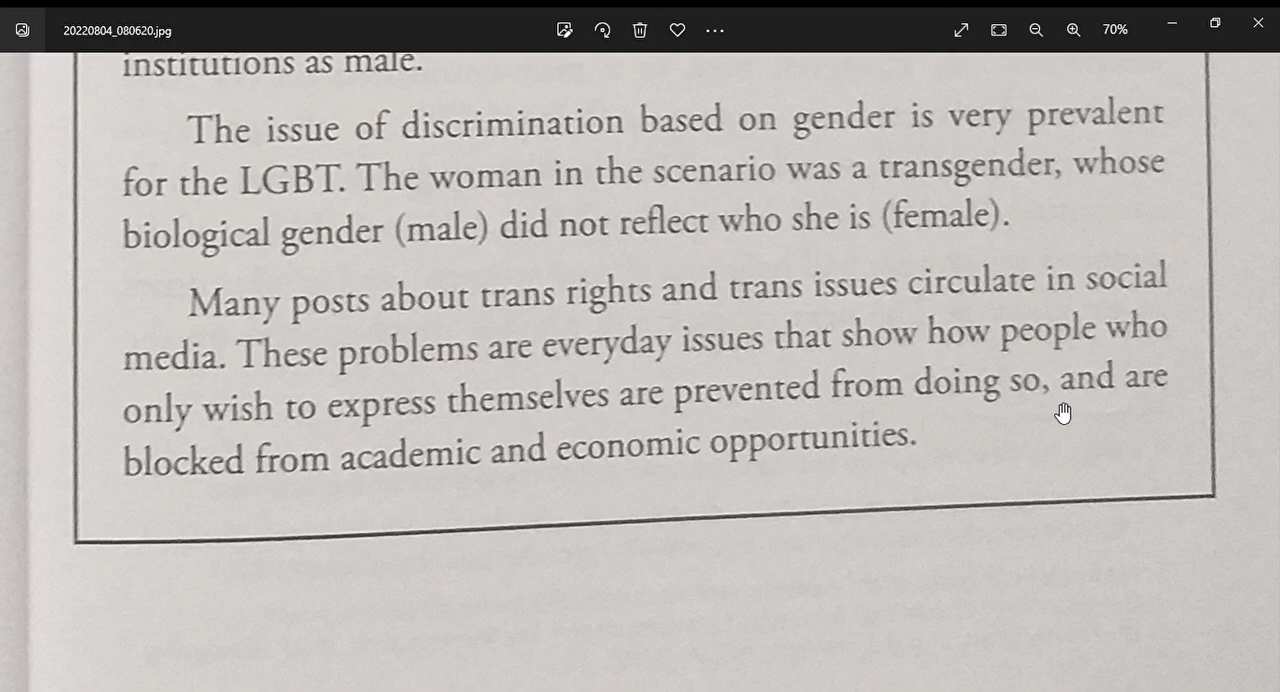 20220804_080620.jpg
70%
institutions as male.
The issue of discrimination based on gender is very prevalent
for the LGBT. The woman in the scenario was a transgender, whose
biological gender (male) did not reflect who she is (female).
Many posts about trans rights and trans issues circulate in social
media. These problems are everyday issues that show how people who
only wish to express themselves are prevented from doing so, and are
blocked from academic and economic opportunities.